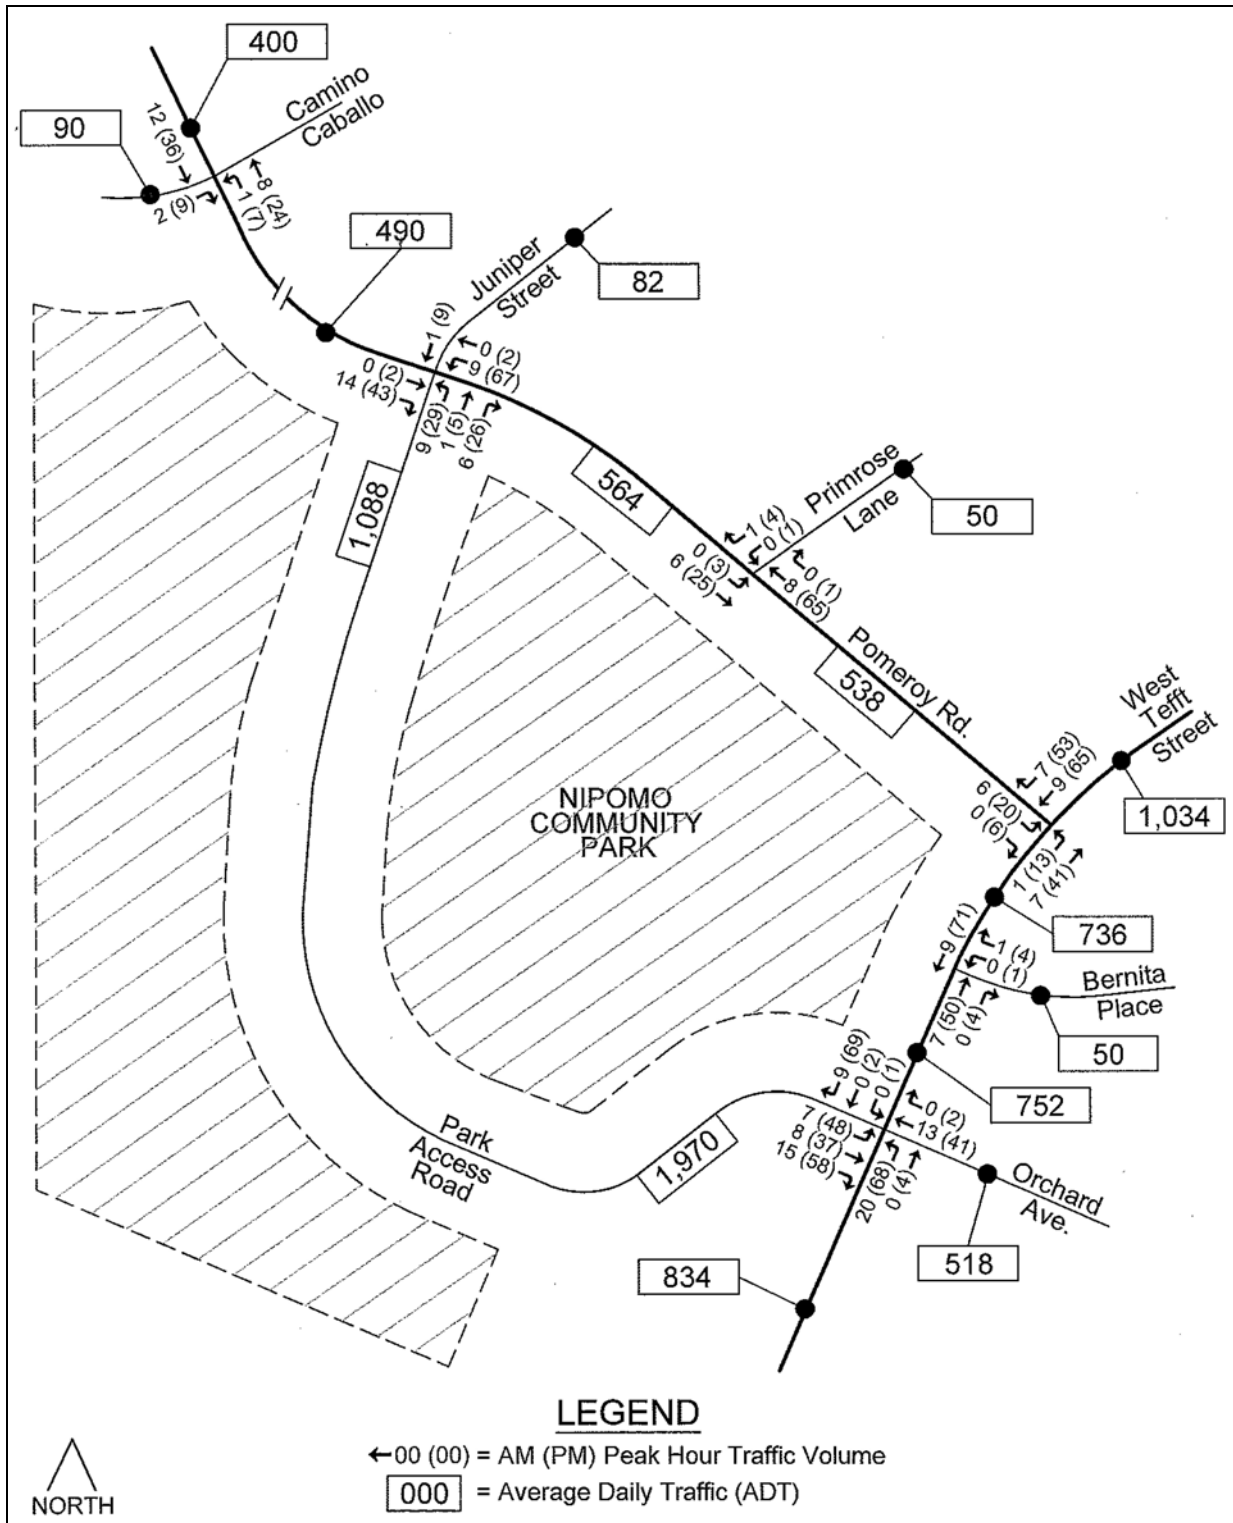 400
Camino
Caballo
90
12 (36)
2 (9)
1 (7)
8 (24)
490
Juniper
Street
82
1 (9)
0 (2)
9 (67)
0 (2)
14 (43)
9 (29)
1 (5)
6 (26)
1,088
564
Primrose
Lane
50
1 (4)
0 (1)
0 (3)
6 (25)
0 (1)
8 (65)
Pomeroy Rd.
538
West
Tefft
Street
7 (53)
9 (65)
6 (20)
0 (6)
1 (13)
7 (41)
1,034
NIPOMO
COMMUNITY
PARK
736
9 (71)
1 (4)
0 (1)
7 (50)
0 (4)
Bernita
Place
50
752
9 (69)
0 (2)
0 (1)
0 (2)
13 (41)
7 (48)
8 (37)
15 (58)
20 (68)
0 (4)
Park
Access
Road
1,970
Orchard
Ave.
518
834
LEGEND
←00 (00) = AM (PM) Peak Hour Traffic Volume
000 = Average Daily Traffic (ADT)
NORTH